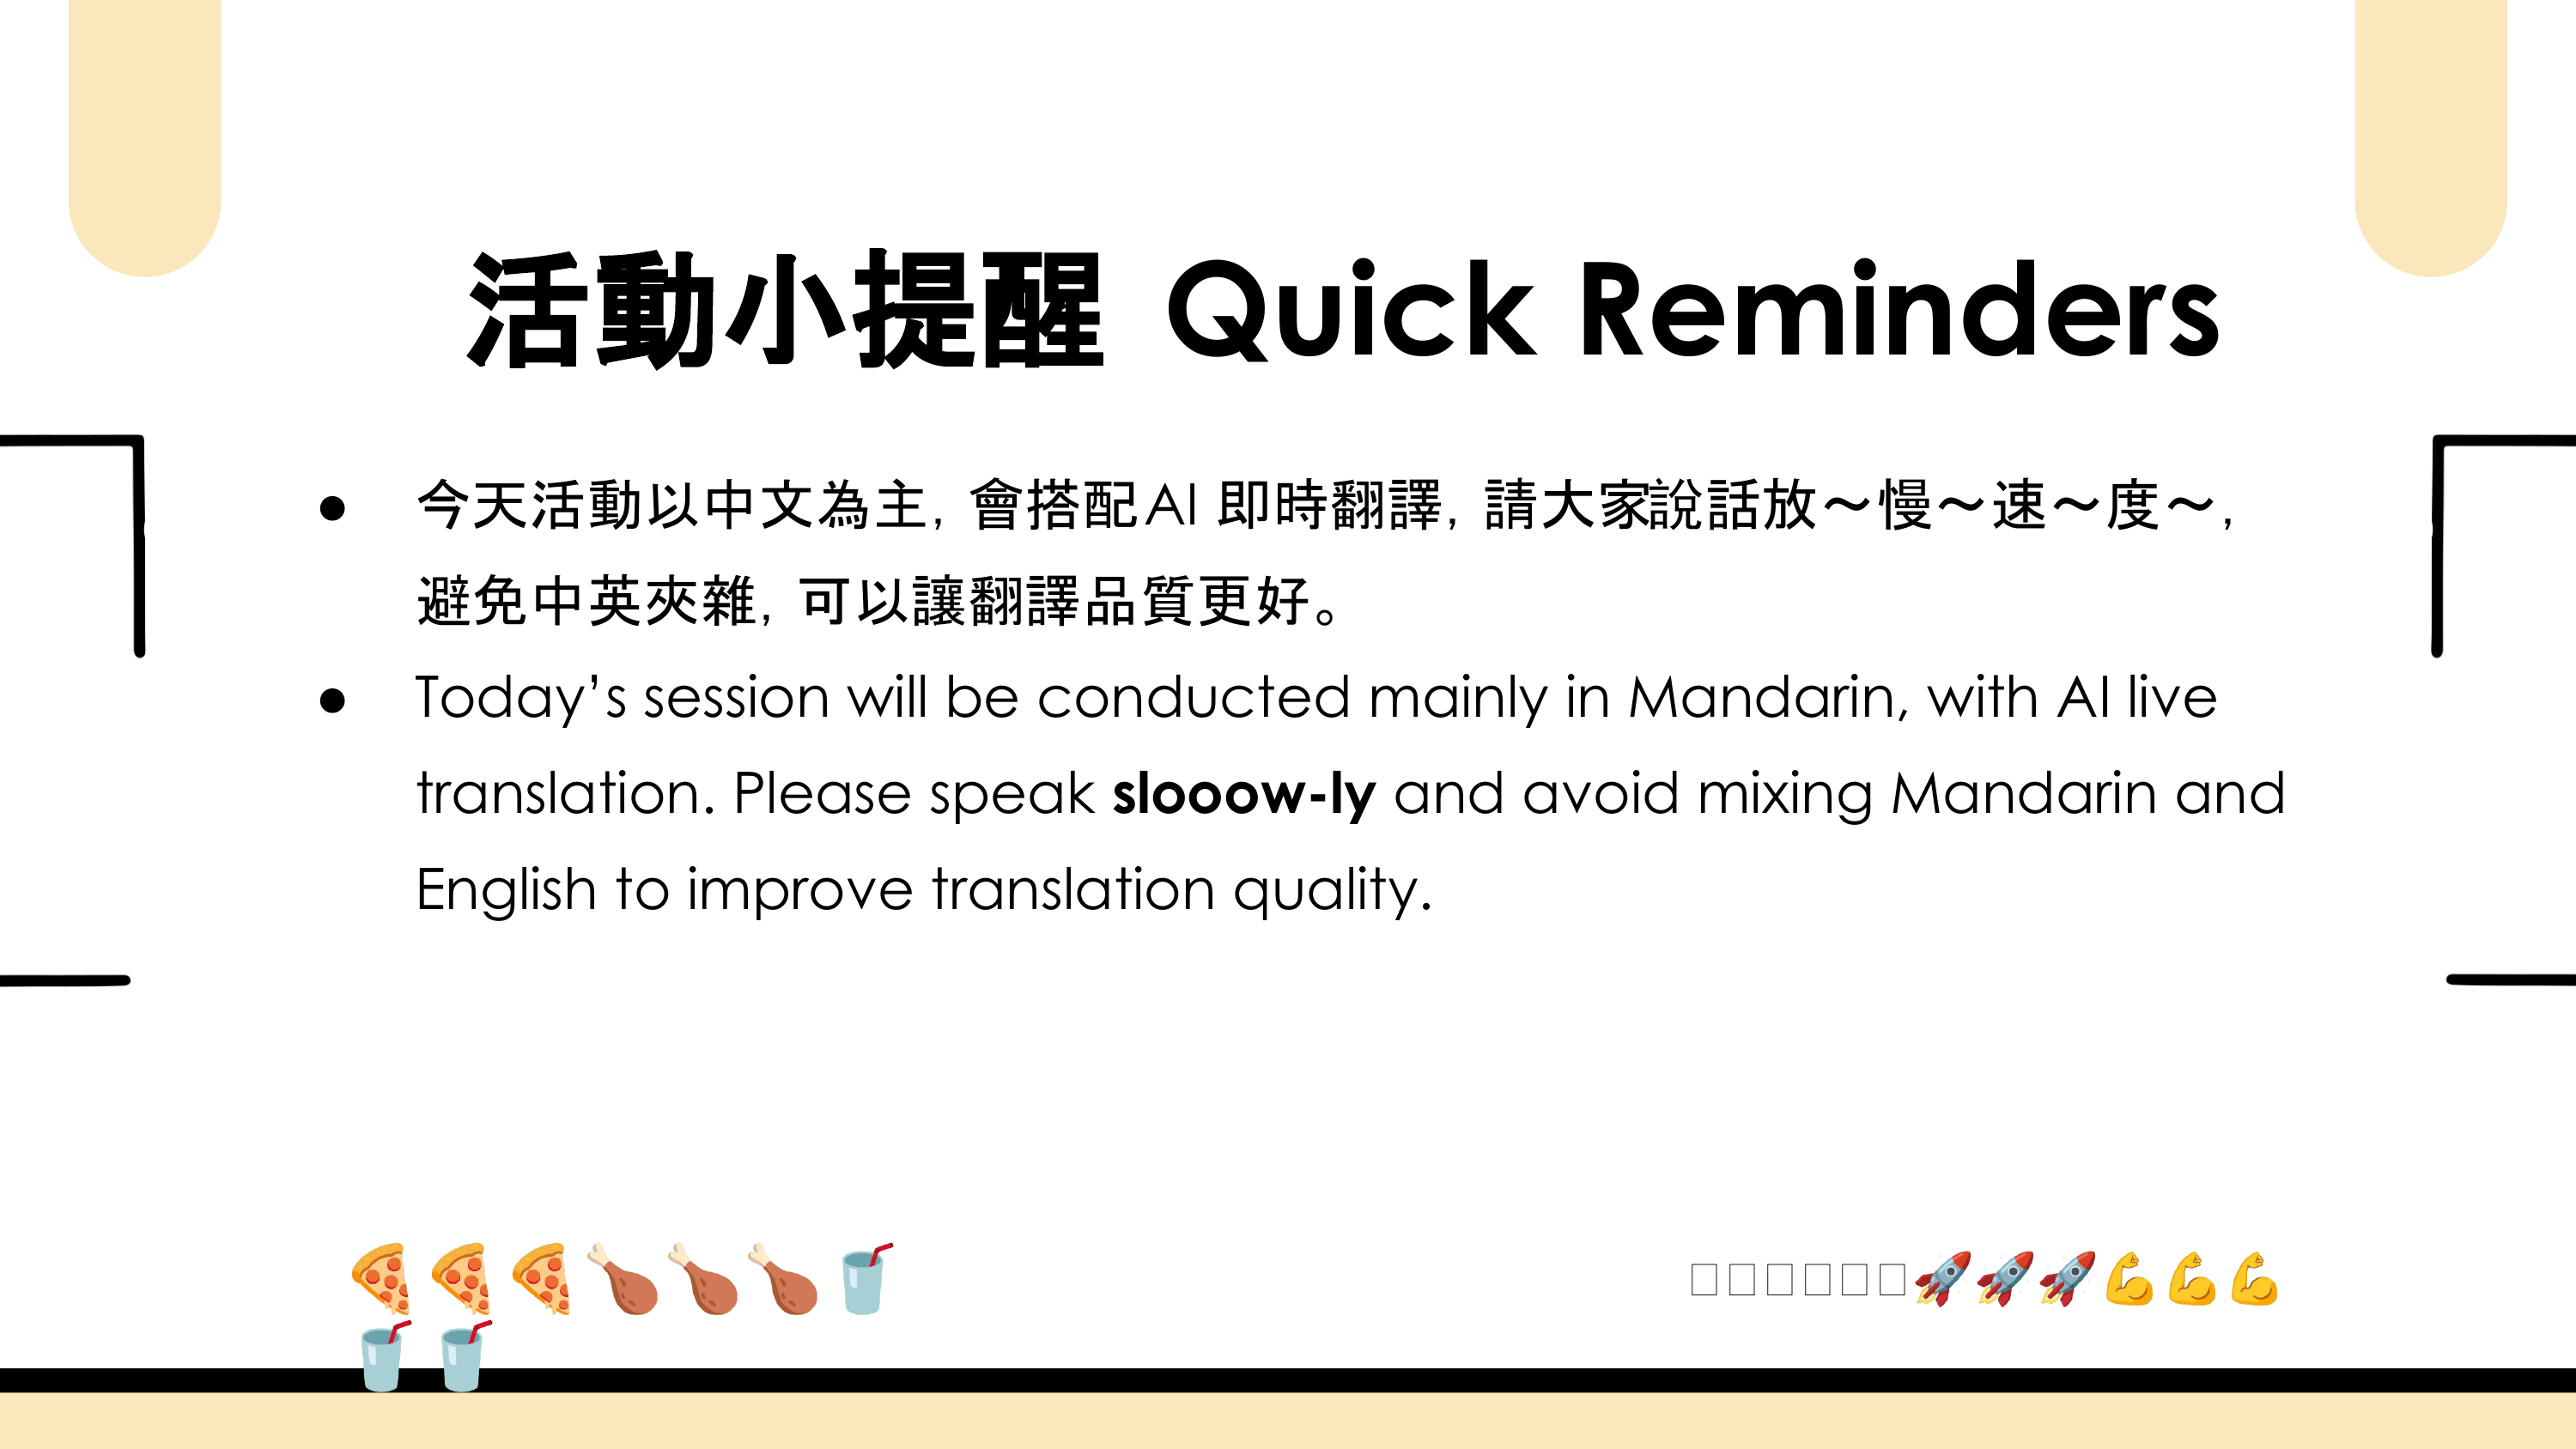 活動小提醒 Quick Reminders
● 今天活動以中文為主，會搭配AI 即時翻譯，請大家說話放～慢～速～度～，
避免中英夾雜，可以讓翻譯品質更好。
● Today’s session will be conducted mainly in Mandarin, with AI live
translation. Please speak slooow-ly and avoid mixing Mandarin and
English to improve translation quality.
🍕🍕🍕🍗🍗🍗🥤
🥤🥤
□□□□□□🚀🚀🚀💪💪💪